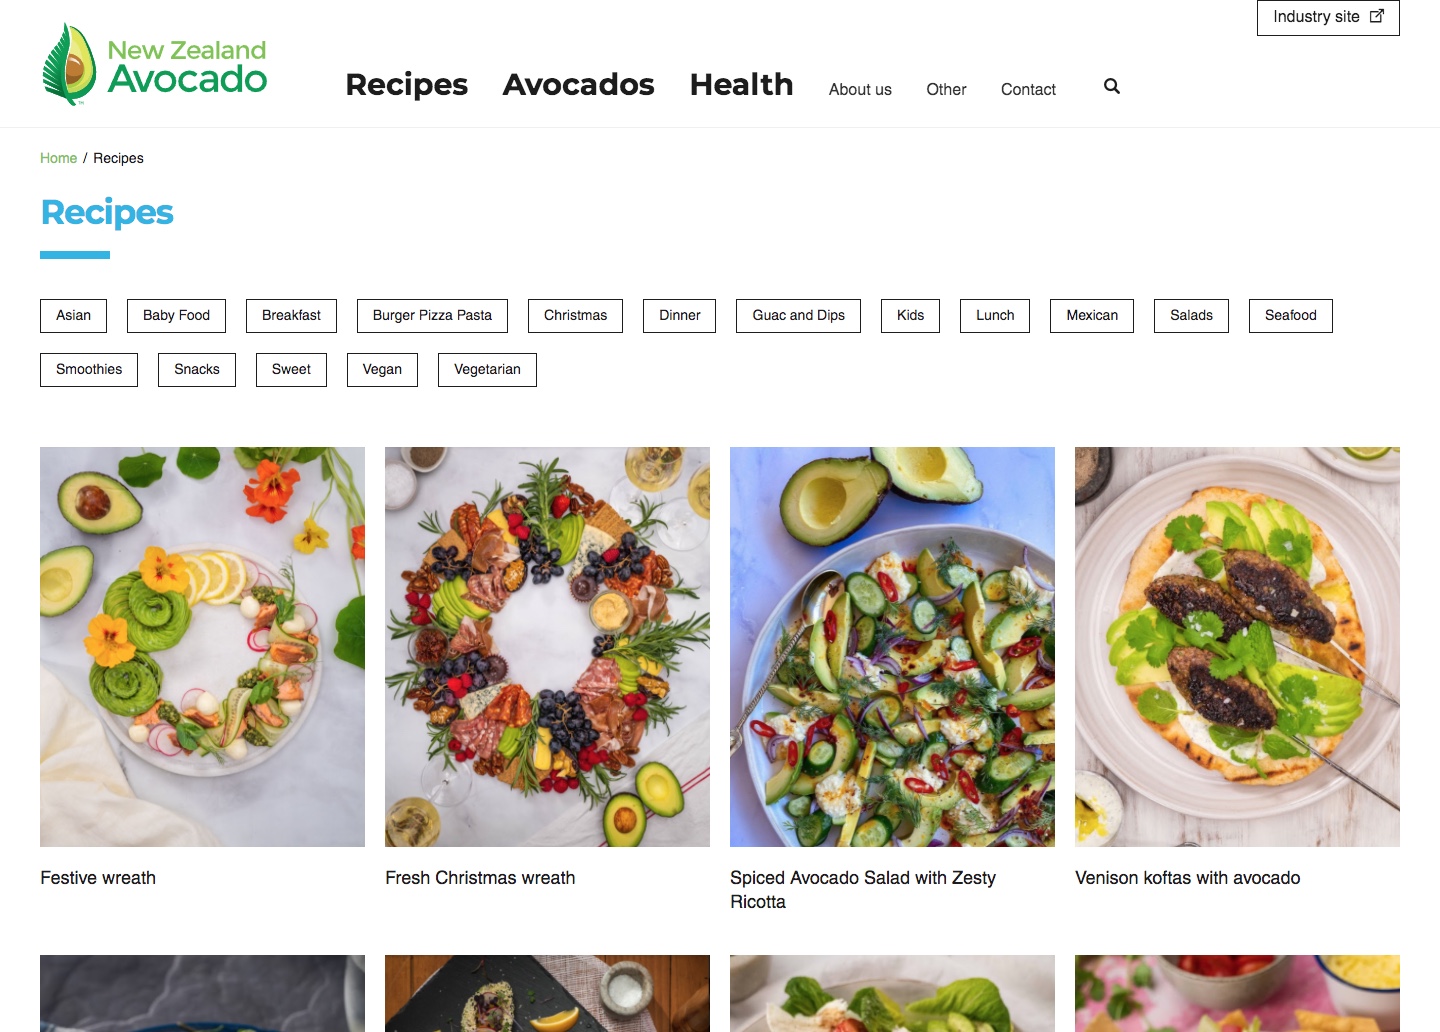 Industry site
New Zealand
Avocado
Recipes Avocados Health About us Other Contact
Home / Recipes
Recipes
Asian Baby Food Breakfast Burger Pizza Pasta Christmas Dinner Guac and Dips Kids Lunch Mexican Salads Seafood
Smoothies Snacks Sweet Vegan Vegetarian
Festive wreath
Fresh Christmas wreath
Spiced Avocado Salad with Zesty
Ricotta
Venison koftas with avocado